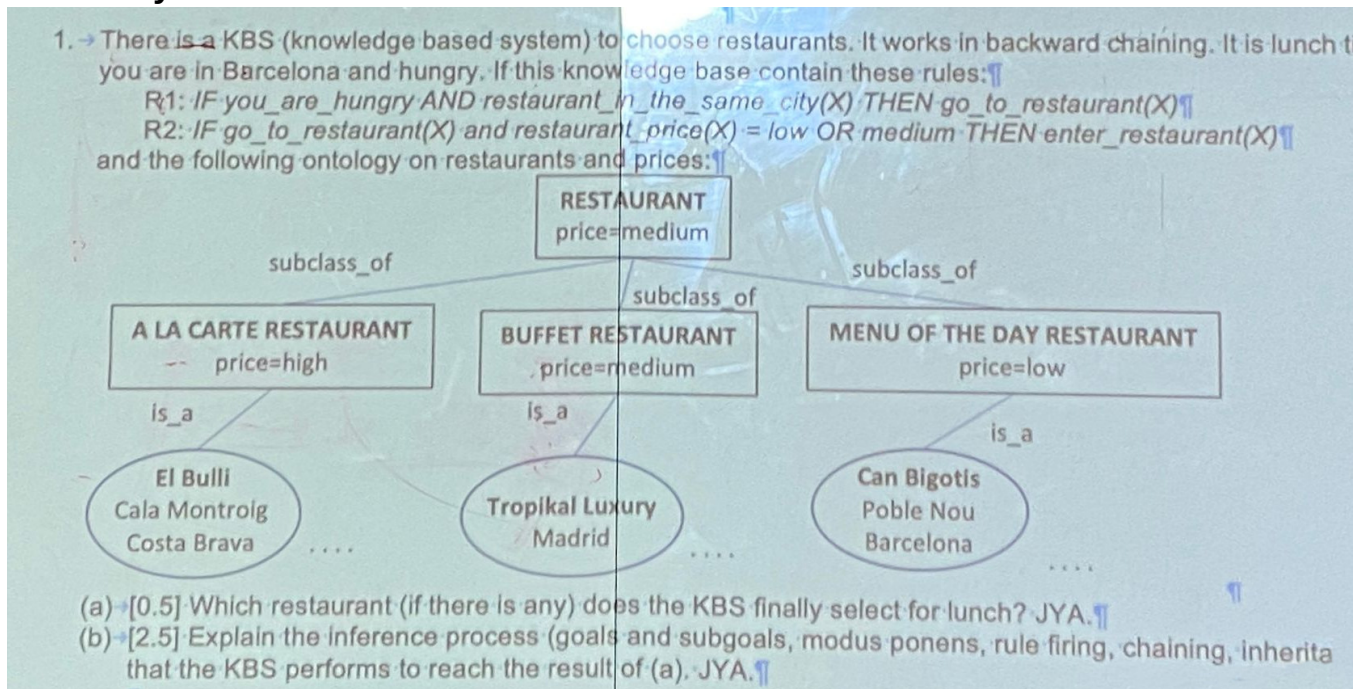 1.→There is a KBS (knowledge based system) to choose restaurants. It works in backward chaining. It is lunch
you are in Barcelona and hungry. If this knowledge base contain these rules:¶
R1: IF you_are_hungry AND restaurant_in_the_same_city(X) THEN go_to_restaurant(X)¶
R2: IF go_to_restaurant(X) and restaurant_price(X) = low OR medium THEN enter_restaurant(X)¶
and the following ontology on restaurants and prices:¶
RESTAURANT
price=medium
subclass_of
subclass_of
subclass_of
A LA CARTE RESTAURANT
price=high
BUFFET RESTAURANT
price=medium
MENU OF THE DAY RESTAURANT
price=low
is_a
is_a
is_a
El Bulli
Cala Montroig
Costa Brava
....
Tropikal Luxury
Madrid
....
Can Bigotis
Poble Nou
Barcelona
....
¶
(a)→[0.5] Which restaurant (if there is any) does the KBS finally select for lunch? JYA.¶
(b)→[2.5] Explain the inference process (goals and subgoals, modus ponens, rule firing, chaining, inherita
that the KBS performs to reach the result of (a). JYA.¶